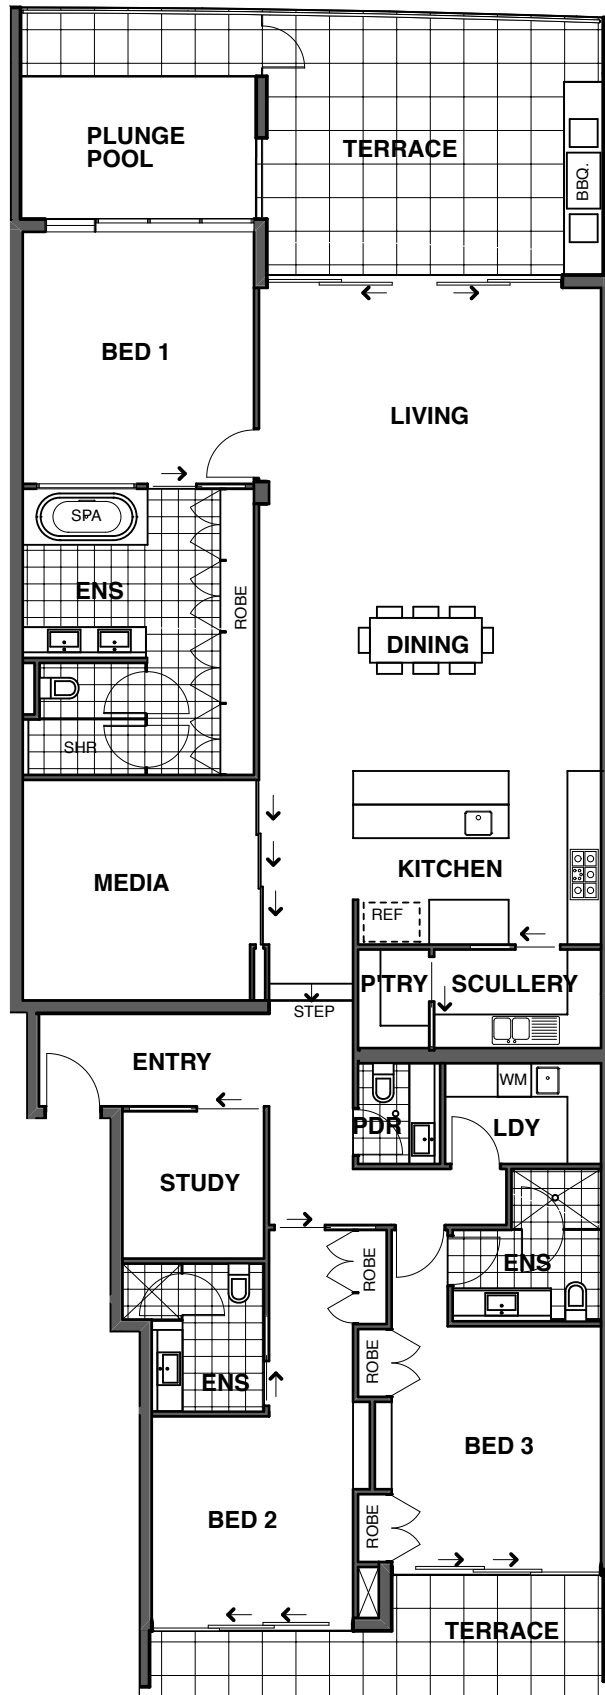 PLUNGE
POOL
TERRACE
BBQ.
BED 1
LIVING
SPA
ENS
ROBE
DINING
SHR
MEDIA
KITCHEN
REF
P'TRY
SCULLERY
STEP
ENTRY
WM
PDR
LDY
STUDY
ENS
ROBE
ROBE
ENS
BED 3
BED 2
ROBE
TERRACE